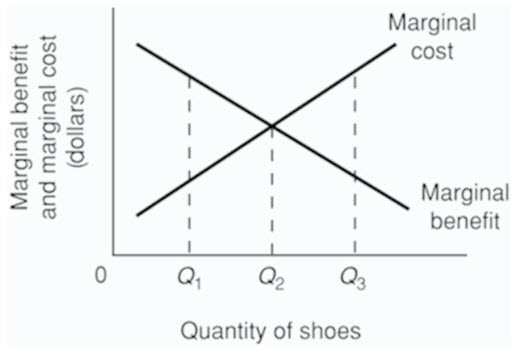 Marginal benefit
and marginal cost
(dollars)
Marginal
cost
Marginal
benefit
0
Q₁
Q₂
Q₃
Quantity of shoes